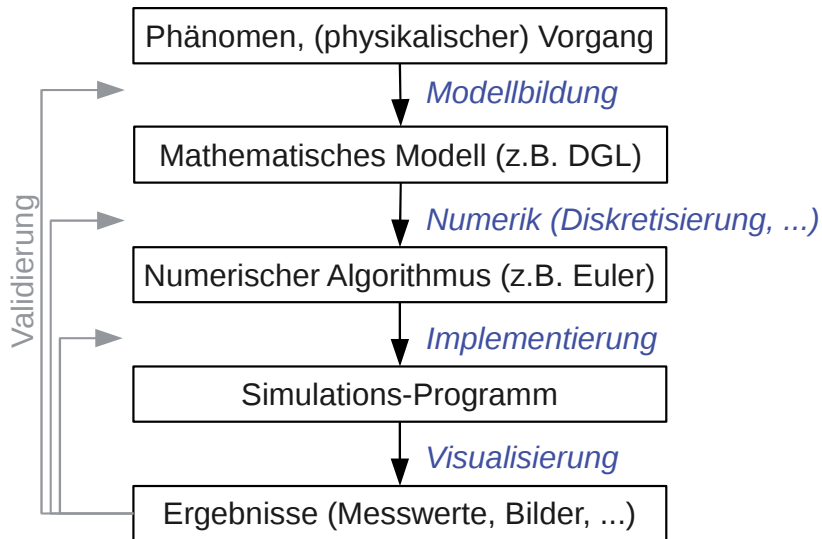 Phänomen, (physikalischer) Vorgang
Modellbildung
Mathematisches Modell (z.B. DGL)
Numerik (Diskretisierung, ...)
Numerischer Algorithmus (z.B. Euler)
Implementierung
Simulations-Programm
Visualisierung
Ergebnisse (Messwerte, Bilder, ...)
Validierung